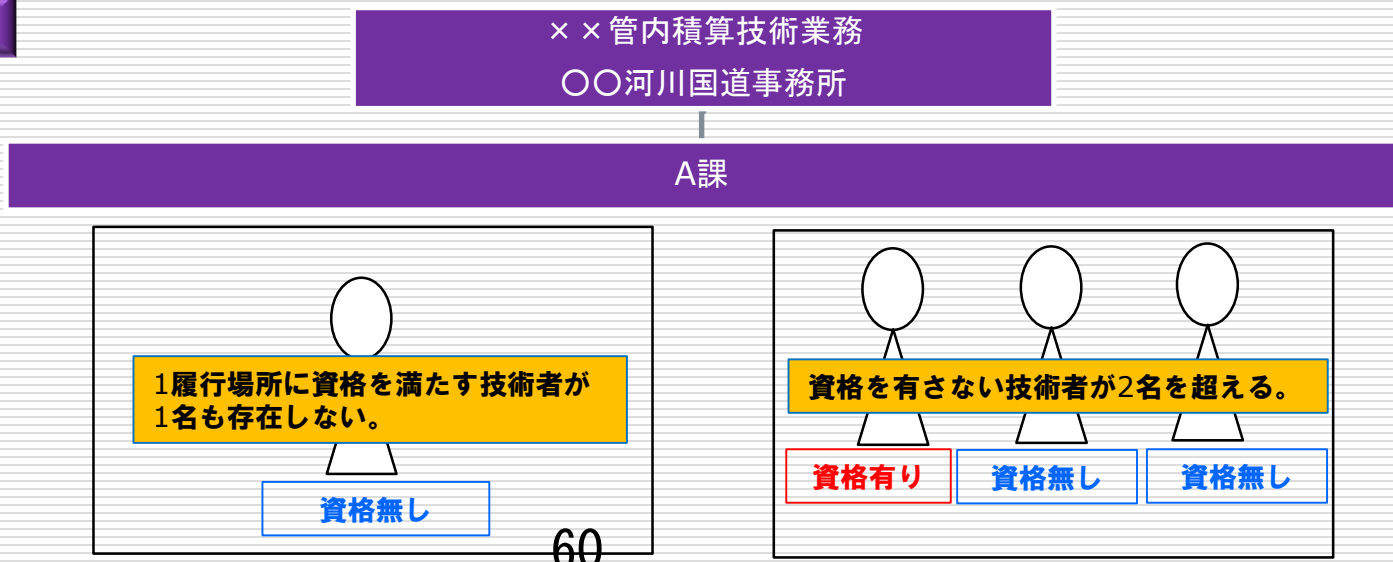 ××管内積算技術業務
〇〇河川国道事務所
A課
1履行場所に資格を満たす技術者が
1名も存在しない。
資格無し
資格を有さない技術者が2名を超える。
資格有り
資格無し
資格無し
60